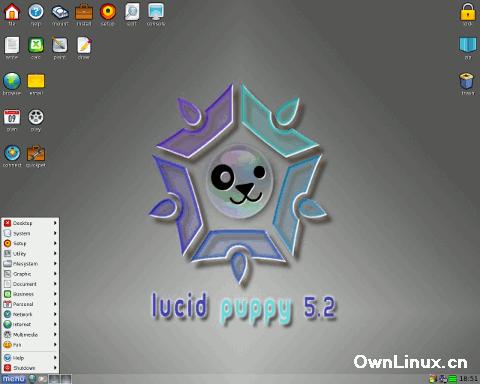 file
help
mount
install
setup
edit
console
lock
write
calc
paint
draw
zip
browse
email
trash
plan
play
connect
quickpet
lucid puppy 5.2
Desktop
System
Setup
Utility
Filesystem
Graphic
Document
Business
Personal
Network
Internet
Multimedia
Fun
Help
Shutdown
OwnLinux.cn
menu
18:51